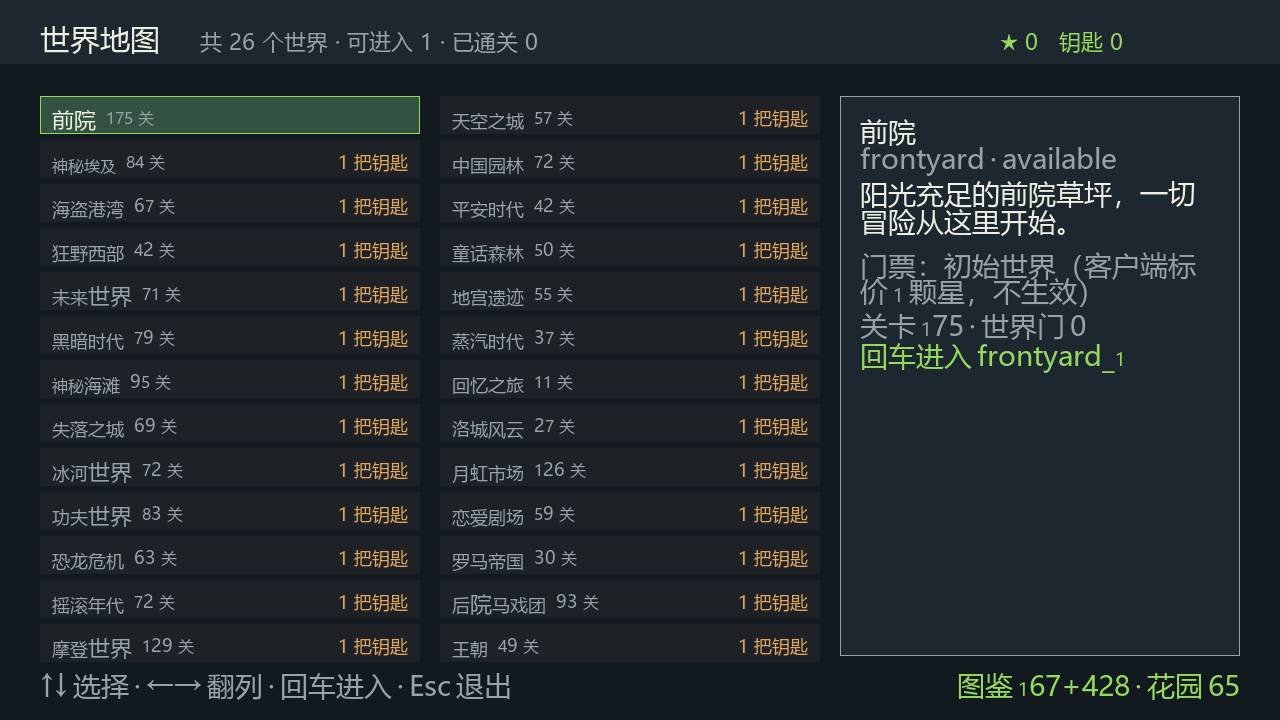 世界地图 共 26 个世界 · 可进入 1 · 已通关 0 ★ 0 钥匙 0
前院 175 关
神秘埃及 84 关 1 把钥匙
海盗港湾 67 关 1 把钥匙
狂野西部 42 关 1 把钥匙
未来世界 71 关 1 把钥匙
黑暗时代 79 关 1 把钥匙
神秘海滩 95 关 1 把钥匙
失落之城 69 关 1 把钥匙
冰河世界 72 关 1 把钥匙
功夫世界 83 关 1 把钥匙
恐龙危机 63 关 1 把钥匙
摇滚年代 72 关 1 把钥匙
摩登世界 129 关 1 把钥匙
天空之城 57 关 1 把钥匙
中国园林 72 关 1 把钥匙
平安时代 42 关 1 把钥匙
童话森林 50 关 1 把钥匙
地宫遗迹 55 关 1 把钥匙
蒸汽时代 37 关 1 把钥匙
回忆之旅 11 关 1 把钥匙
洛城风云 27 关 1 把钥匙
月虹市场 126 关 1 把钥匙
恋爱剧场 59 关 1 把钥匙
罗马帝国 30 关 1 把钥匙
后院马戏团 93 关 1 把钥匙
王朝 49 关 1 把钥匙
前院
frontyard · available
阳光充足的前院草坪，一切
冒险从这里开始。
门票：初始世界（客户端标
价 1 颗星，不生效）
关卡 175 · 世界门 0
回车进入 frontyard_1
↑↓ 选择 · ←→ 翻列 · 回车进入 · Esc 退出 图鉴 167+428 · 花园 65